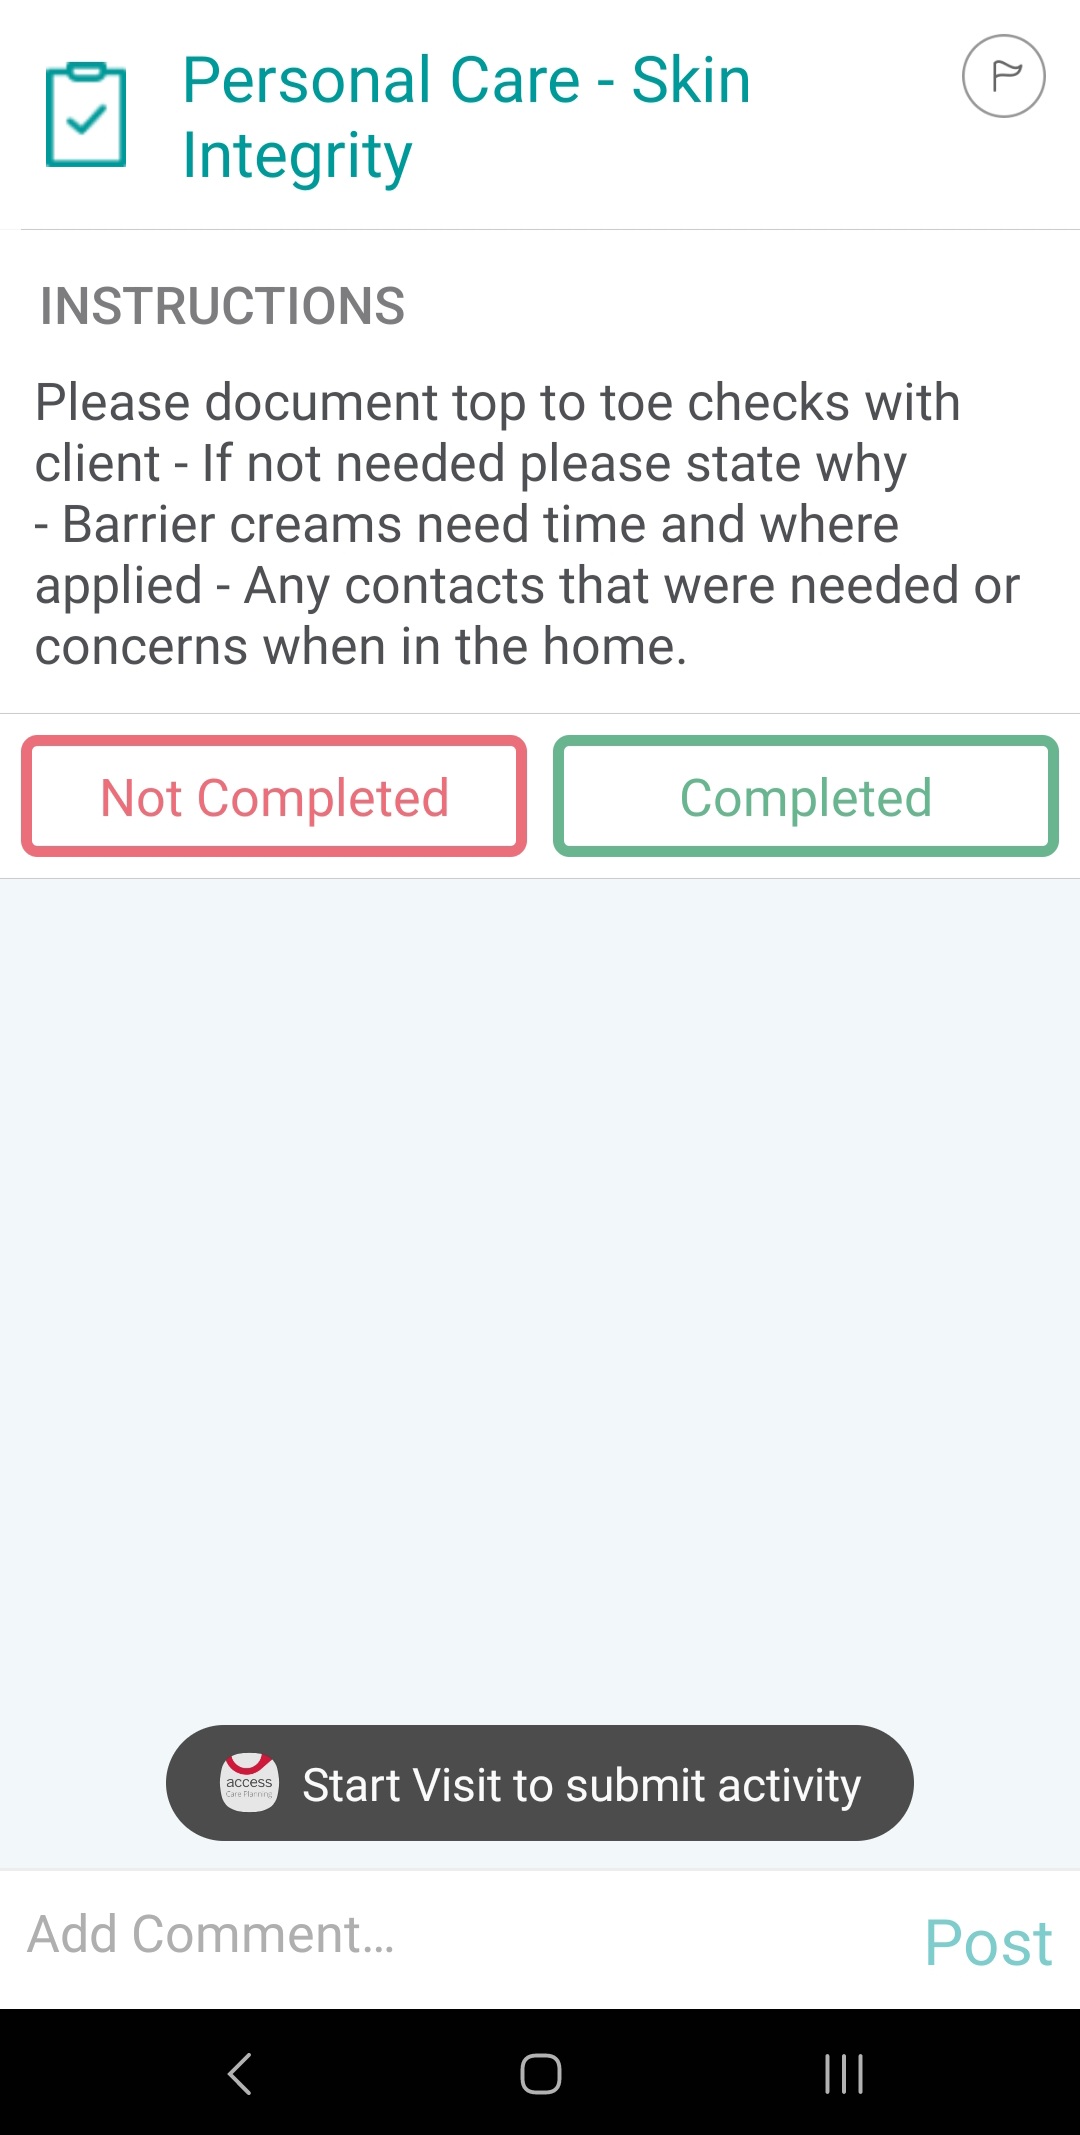 Personal Care - Skin
Integrity
INSTRUCTIONS
Please document top to toe checks with
client - If not needed please state why
- Barrier creams need time and where
applied - Any contacts that were needed or
concerns when in the home.
Not Completed
Completed
access
Care Planning
Start Visit to submit activity
Add Comment...
Post